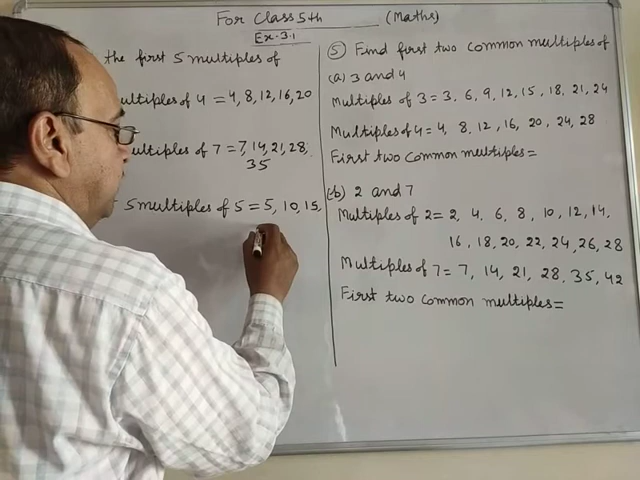 For Class 5th (Maths)
Ex-3.1
the first 5 multiples of
ultiples of 4 = 4, 8, 12, 16, 20
ultiples of 7 = 7, 14, 21, 28,
35
5 multiples of 5 = 5, 10, 15,
⑤ Find first two common multiples of
(a) 3 and 4
Multiples of 3 = 3, 6, 9, 12, 15, 18, 21, 24
Multiples of 4 = 4, 8, 12, 16, 20, 24, 28
First two common multiples =
(b) 2 and 7
Multiples of 2 = 2, 4, 6, 8, 10, 12, 14,
16, 18, 20, 22, 24, 26, 28
Multiples of 7 = 7, 14, 21, 28, 35, 42
First two common multiples =